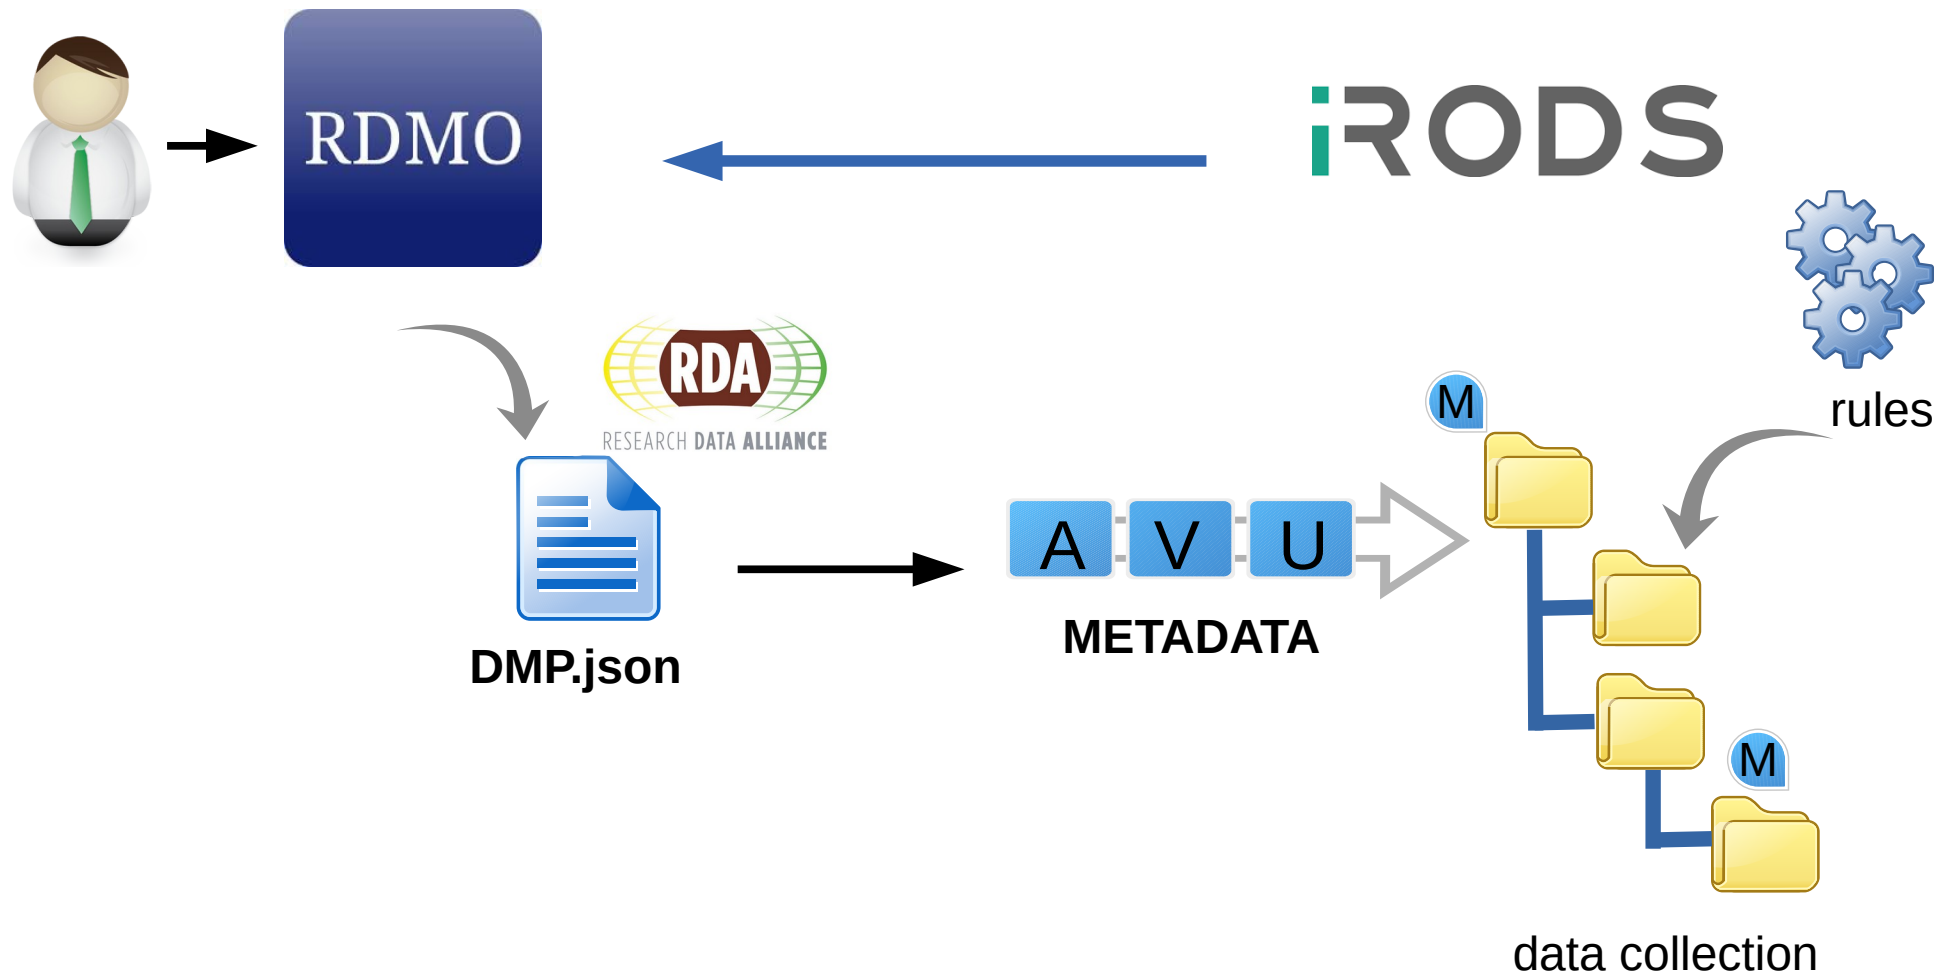 RDMO
iRODS
RDA
RESEARCH DATA ALLIANCE
rules
M
A V U
METADATA
DMP.json
M
data collection